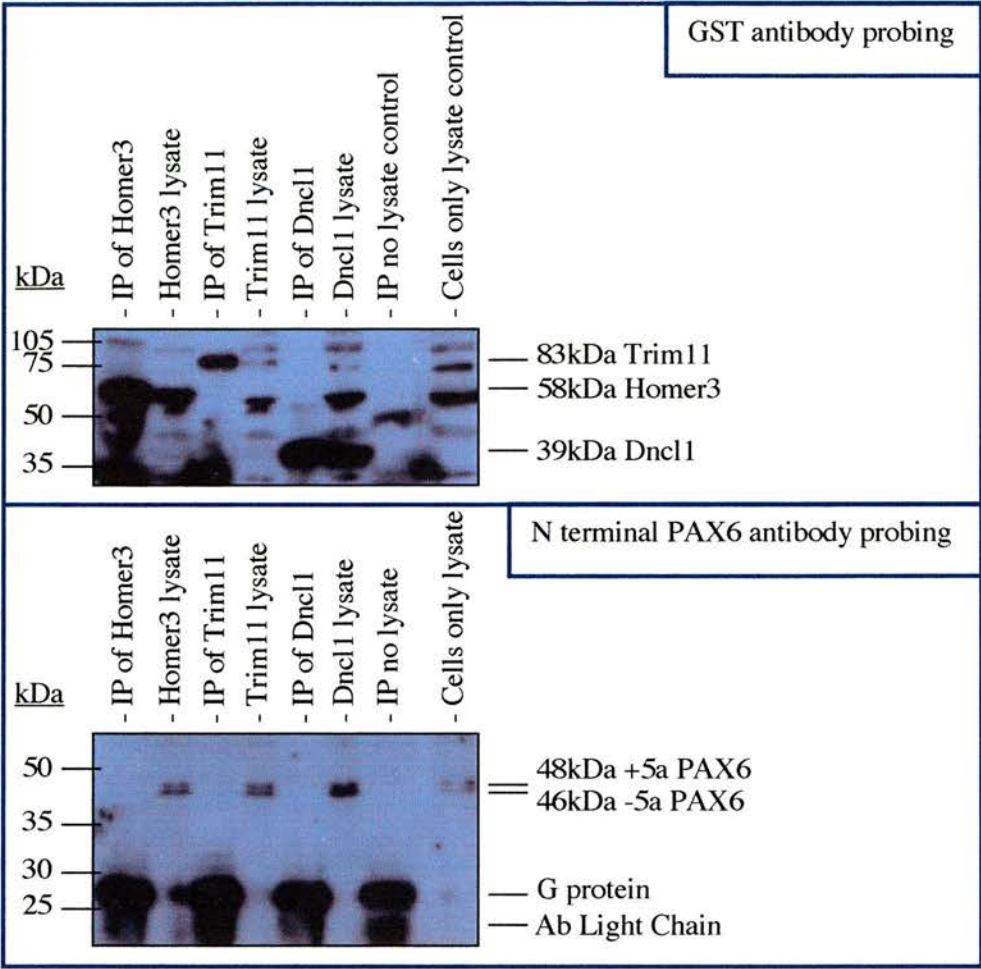 GST antibody probing
- IP of Homer3
- Homer3 lysate
- IP of Trim11
- Trim11 lysate
- IP of Dncl1
- Dncl1 lysate
- IP no lysate control
- Cells only lysate control
kDa
105
75
50
35
83kDa Trim11
58kDa Homer3
39kDa Dncl1
N terminal PAX6 antibody probing
- IP of Homer3
- Homer3 lysate
- IP of Trim11
- Trim11 lysate
- IP of Dncl1
- Dncl1 lysate
- IP no lysate
- Cells only lysate
kDa
50
35
30
25
48kDa +5a PAX6
46kDa -5a PAX6
G protein
Ab Light Chain